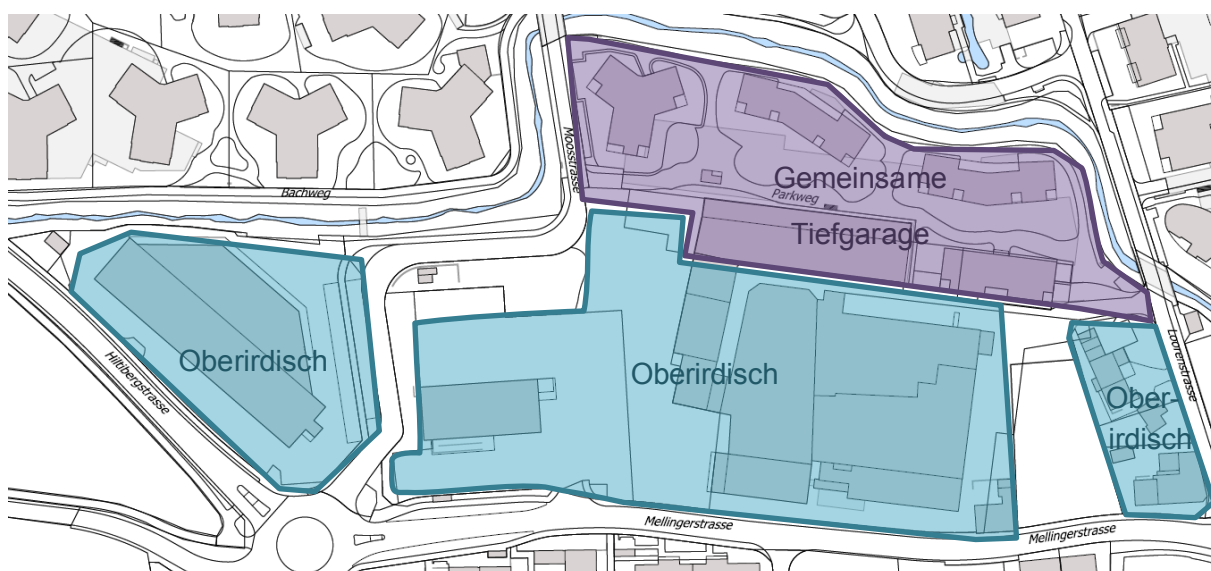 Bachweg
Moosstrasse
Gemeinsame
Parkweg
Tiefgarage
Oberirdisch
Hiltibergstrasse
Oberirdisch
Ober-
irdisch
Loorenstrasse
Mellingerstrasse
Mellingerstrasse